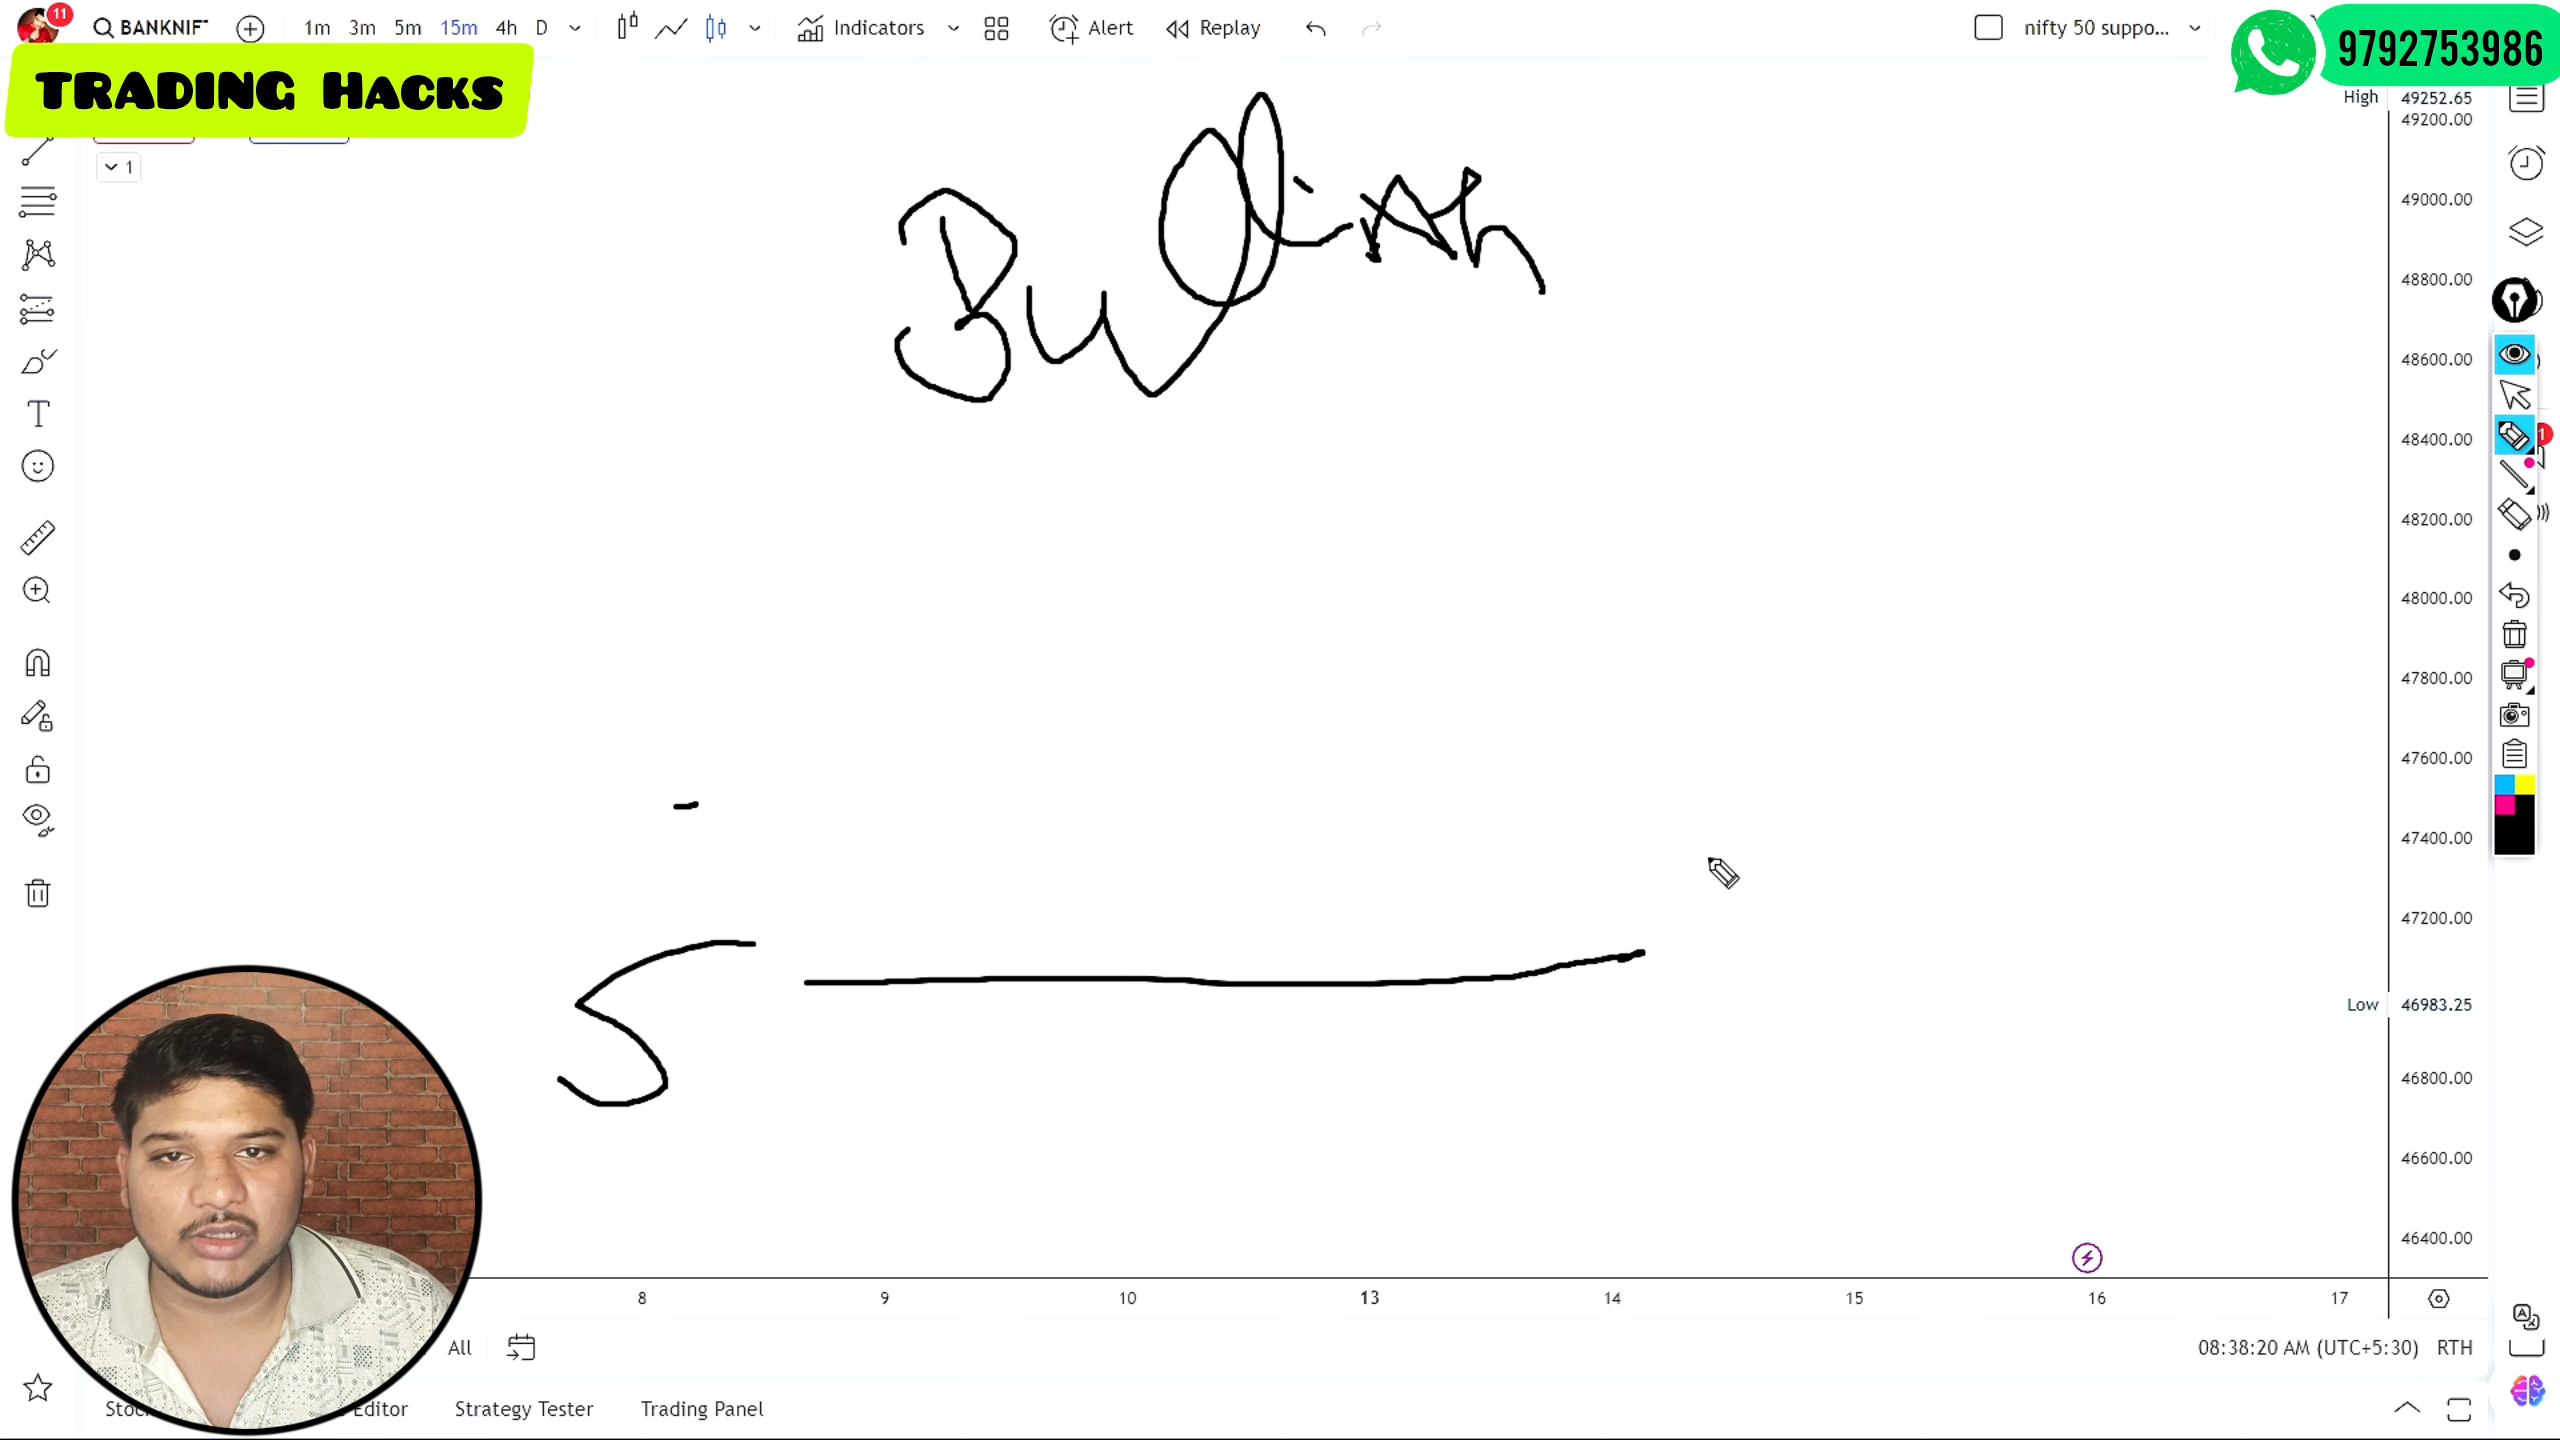 11
BANKNIF
1m 3m 5m 15m 4h D
Indicators
Alert
Replay
nifty 50 suppo...
9792753986
TRADING HACKS
1
High 49252.65
49200.00
49000.00
48800.00
48600.00
48400.00
48200.00
48000.00
47800.00
47600.00
47400.00
47200.00
Low 46983.25
46800.00
46600.00
46400.00
Bullish
1
S
8 9 10 13 14 15 16 17
All
08:38:20 AM (UTC+5:30) RTH
Editor Strategy Tester Trading Panel